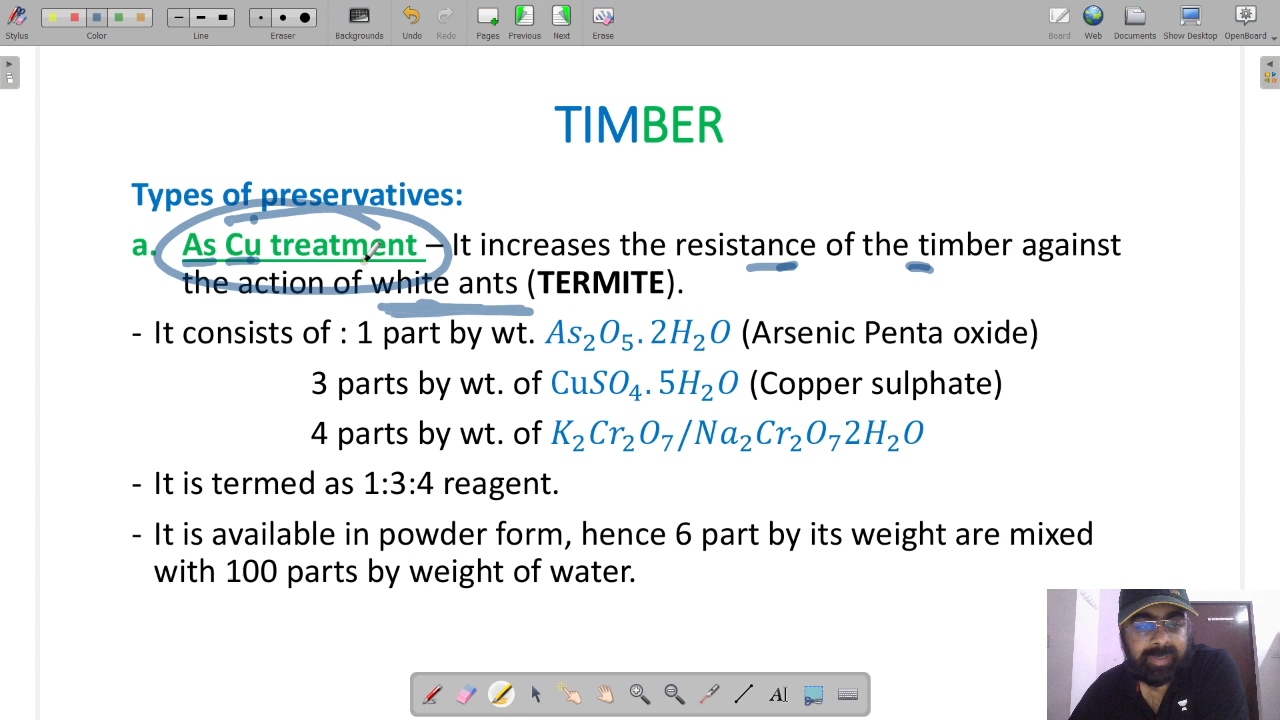 Stylus Color Line Eraser Backgrounds Undo Redo Pages Previous Next Erase Board Web Documents Show Desktop OpenBoard
TIMBER
Types of preservatives:
a. As Cu treatment – It increases the resistance of the timber against
the action of white ants (TERMITE).
- It consists of : 1 part by wt. As₂O₅. 2H₂O (Arsenic Penta oxide)
3 parts by wt. of CuSO₄. 5H₂O (Copper sulphate)
4 parts by wt. of K₂Cr₂O₇/Na₂Cr₂O₇2H₂O
- It is termed as 1:3:4 reagent.
- It is available in powder form, hence 6 part by its weight are mixed
with 100 parts by weight of water.
AI